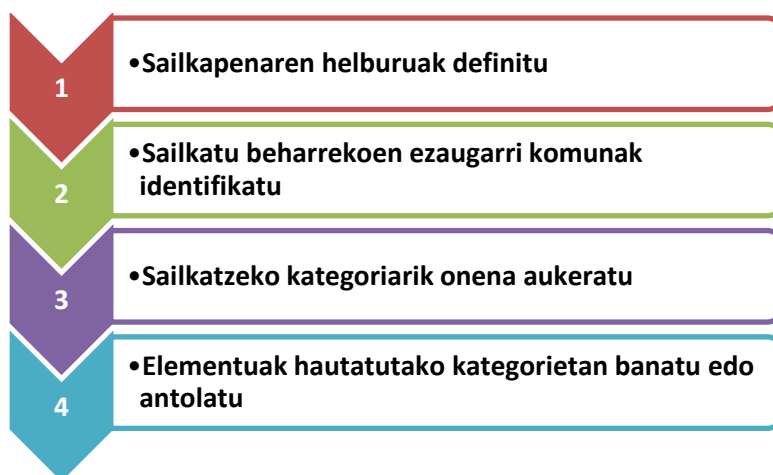 1
•Sailkapenaren helburuak definitu
2
•Sailkatu beharrekoen ezaugarri komunak
identifikatu
3
•Sailkatzeko kategoriarik onena aukeratu
4
•Elementuak hautatutako kategorietan banatu edo
antolatu